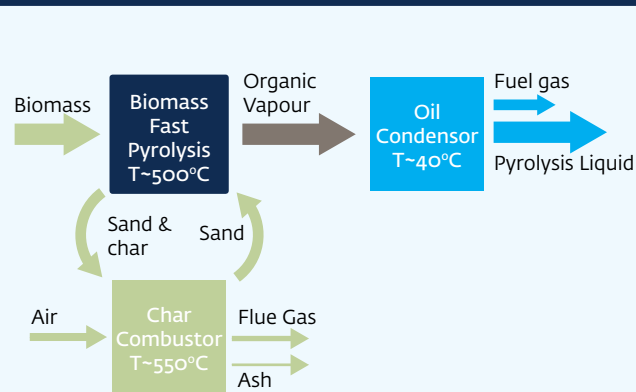 Biomass
Biomass
Fast
Pyrolysis
T~500°C
Organic
Vapour
Oil
Condensor
T~40°C
Fuel gas
Pyrolysis Liquid
Sand &
char
Sand
Air
Char
Combustor
T~550°C
Flue Gas
Ash